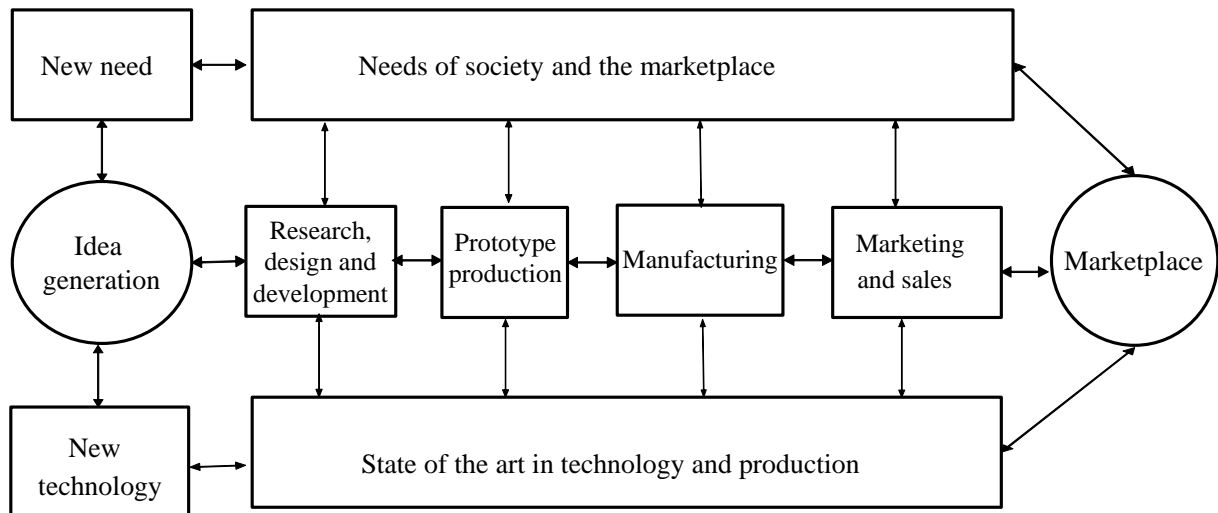 New need
Needs of society and the marketplace
Idea
generation
Research,
design and
development
Prototype
production
Manufacturing
Marketing
and sales
Marketplace
New
technology
State of the art in technology and production